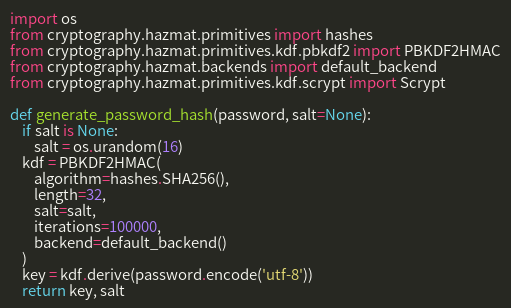 import os
from cryptography.hazmat.primitives import hashes
from cryptography.hazmat.primitives.kdf.pbkdf2 import PBKDF2HMAC
from cryptography.hazmat.backends import default_backend
from cryptography.hazmat.primitives.kdf.scrypt import Scrypt

def generate_password_hash(password, salt=None):
    if salt is None:
        salt = os.urandom(16)
    kdf = PBKDF2HMAC(
        algorithm=hashes.SHA256(),
        length=32,
        salt=salt,
        iterations=100000,
        backend=default_backend()
    )
    key = kdf.derive(password.encode('utf-8'))
    return key, salt